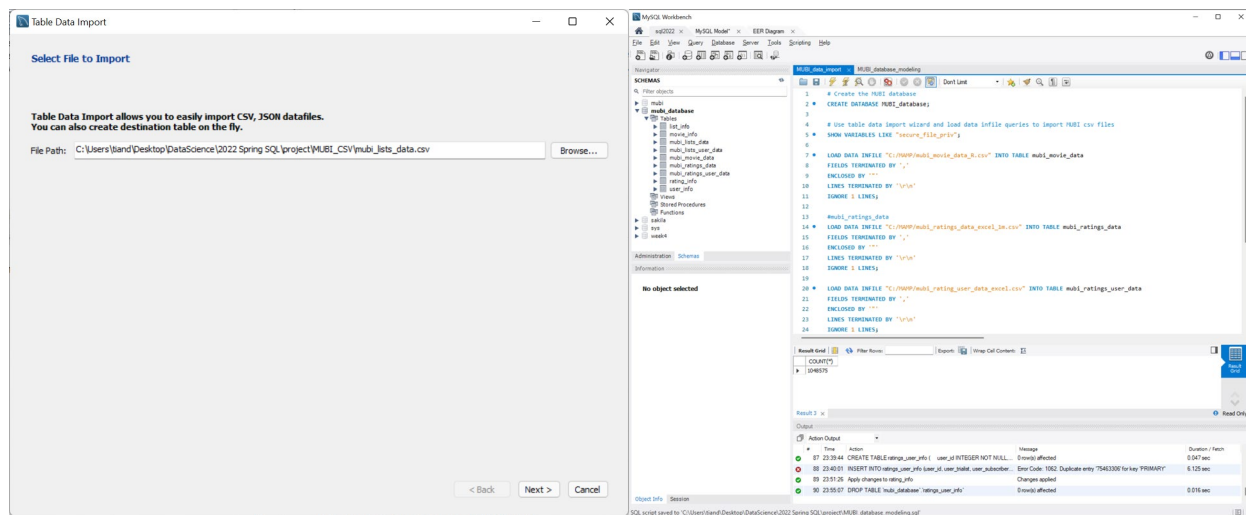 Table Data Import
Select File to Import
Table Data Import allows you to easily import CSV, JSON datafiles.
You can also create destination table on the fly.
File Path: C:\Users\tiand\Desktop\DataScience\2022 Spring SQL\project\MUBI_CSV\mubi_lists_data.csv Browse...
< Back Next > Cancel
MySQL Workbench
sql2022 MySQL Model* EER Diagram
File Edit View Query Database Server Tools Scripting Help
Navigator
SCHEMAS
Filter objects
mubi
mubi_database
Tables
list_info
movie_info
mubi_lists_data
mubi_lists_user_data
mubi_movie_data
mubi_ratings_data
mubi_ratings_user_data
rating_info
user_info
Views
Stored Procedures
Functions
sakila
sys
week4
Administration Schemas
Information
No object selected
Object Info Session
MUBI_data_import MUBI_database_modeling
Don't Limit
1 # Create the MUBI database
2 CREATE DATABASE MUBI_database;
3
4 # Use table data import wizard and load data infile queries to import MUBI csv files
5 SHOW VARIABLES LIKE "secure_file_priv";
6
7 LOAD DATA INFILE "C:/MAMP/mubi_movie_data_R.csv" INTO TABLE mubi_movie_data
8 FIELDS TERMINATED BY ','
9 ENCLOSED BY '"'
10 LINES TERMINATED BY '\r\n'
11 IGNORE 1 LINES;
12
13 #mubi_ratings_data
14 LOAD DATA INFILE "C:/MAMP/mubi_ratings_data_excel_1m.csv" INTO TABLE mubi_ratings_data
15 FIELDS TERMINATED BY ','
16 ENCLOSED BY '"'
17 LINES TERMINATED BY '\r\n'
18 IGNORE 1 LINES;
19
20 LOAD DATA INFILE "C:/MAMP/mubi_rating_user_data_excel.csv" INTO TABLE mubi_ratings_user_data
21 FIELDS TERMINATED BY ','
22 ENCLOSED BY '"'
23 LINES TERMINATED BY '\r\n'
24 IGNORE 1 LINES;
Result Grid Filter Rows: Export: Wrap Cell Content:
COUNT(*)
1048575
Result Grid
Result 3 Read Only
Output
Action Output
# Time Action Message Duration / Fetch
87 23:39:44 CREATE TABLE ratings_user_info ( user_id INTEGER NOT NULL... 0 row(s) affected 0.047 sec
88 23:40:01 INSERT INTO ratings_user_info (user_id, user_trialist, user_subscriber... Error Code: 1062. Duplicate entry '75463306' for key 'PRIMARY' 6.125 sec
89 23:51:26 Apply changes to rating_info Changes applied
90 23:55:07 DROP TABLE `mubi_database`.`ratings_user_info` 0 row(s) affected 0.016 sec
SQL script saved to 'C:\Users\tiand\Desktop\DataScience\2022 Spring SQL\project\MUBI_database_modeling.sql'